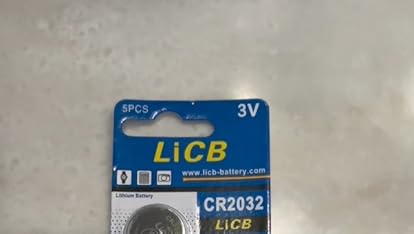 5PCS 3V
LiCB
www.licb-battery.com
Lithium Battery
CR2032
LiCB